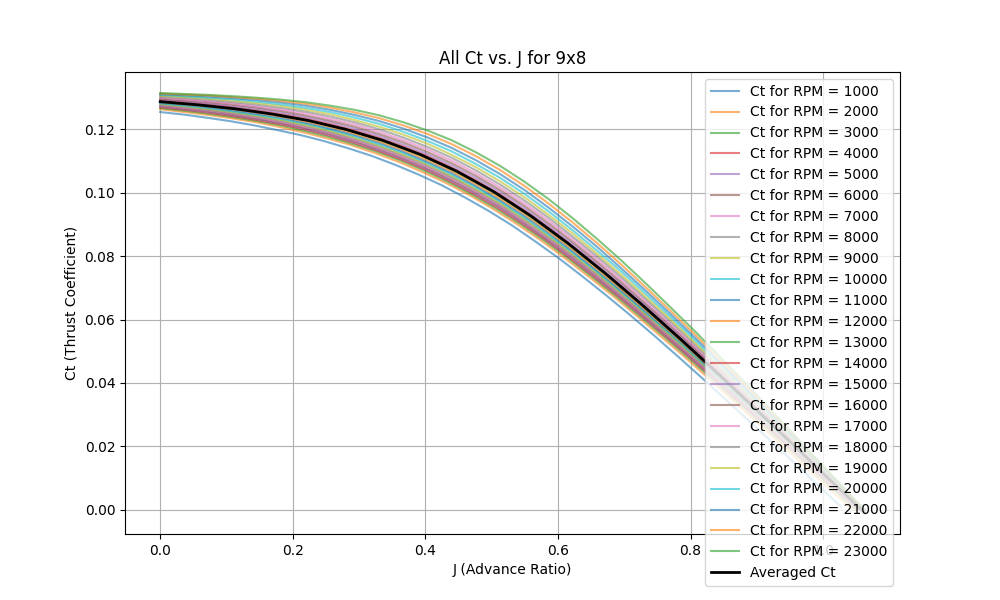 All Ct vs. J for 9x8
Ct (Thrust Coefficient)
0.12
0.10
0.08
0.06
0.04
0.02
0.00
0.0
0.2
0.4
0.6
0.8
J (Advance Ratio)
Ct for RPM = 1000
Ct for RPM = 2000
Ct for RPM = 3000
Ct for RPM = 4000
Ct for RPM = 5000
Ct for RPM = 6000
Ct for RPM = 7000
Ct for RPM = 8000
Ct for RPM = 9000
Ct for RPM = 10000
Ct for RPM = 11000
Ct for RPM = 12000
Ct for RPM = 13000
Ct for RPM = 14000
Ct for RPM = 15000
Ct for RPM = 16000
Ct for RPM = 17000
Ct for RPM = 18000
Ct for RPM = 19000
Ct for RPM = 20000
Ct for RPM = 21000
Ct for RPM = 22000
Ct for RPM = 23000
Averaged Ct